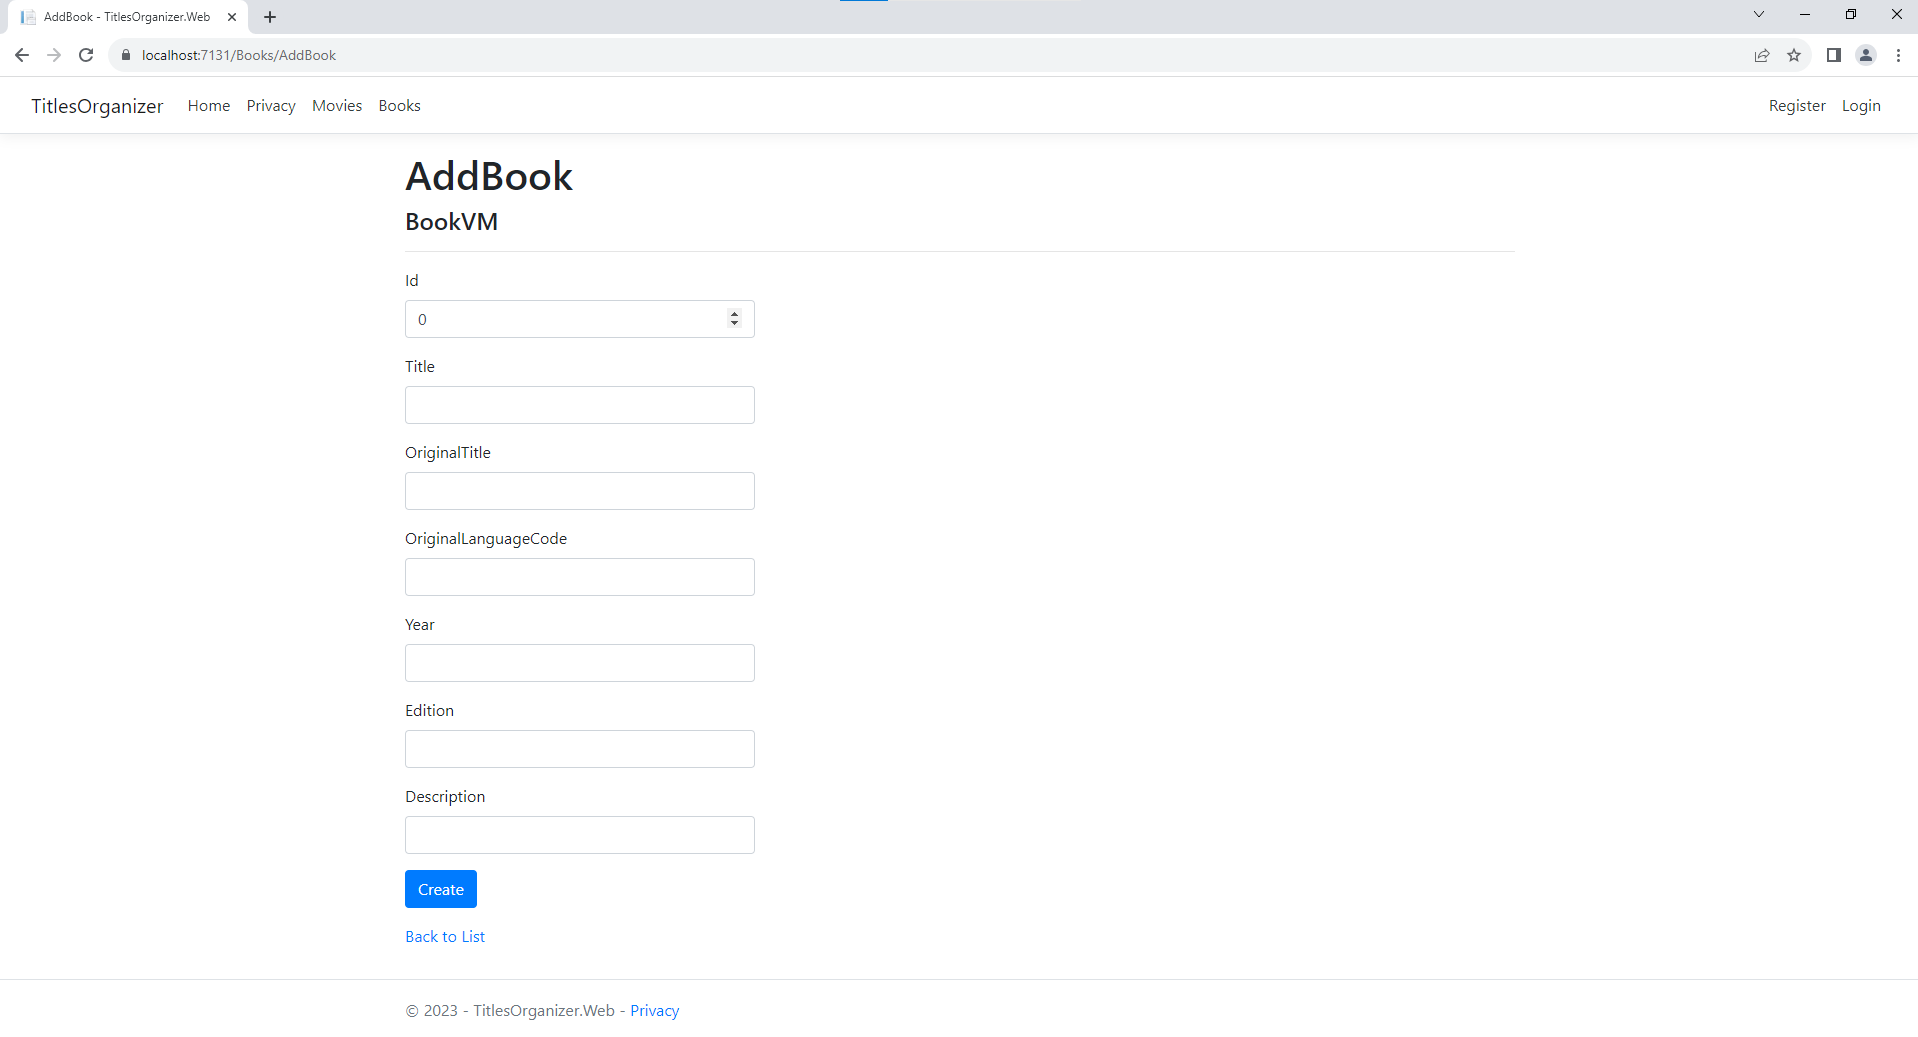 AddBook - TitlesOrganizer.Web
localhost:7131/Books/AddBook
TitlesOrganizer Home Privacy Movies Books Register Login
AddBook
BookVM
Id
0
Title
OriginalTitle
OriginalLanguageCode
Year
Edition
Description
Create
Back to List
© 2023 - TitlesOrganizer.Web - Privacy